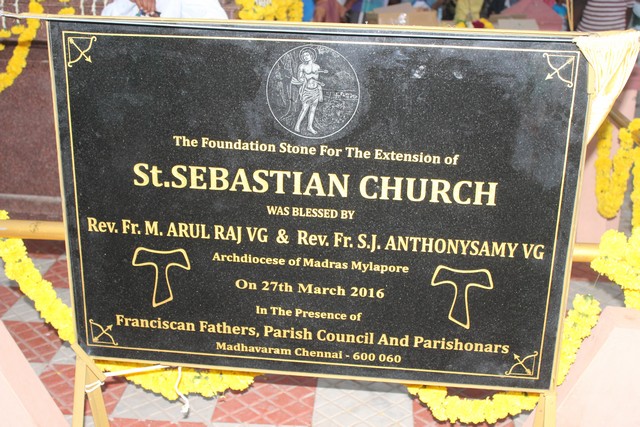 The Foundation Stone For The Extension of
St.SEBASTIAN CHURCH
WAS BLESSED BY
Rev. Fr. M. ARUL RAJ VG & Rev. Fr. S.J. ANTHONYSAMY VG
Archdiocese of Madras Mylapore
On 27th March 2016
In The Presence of
Franciscan Fathers, Parish Council And Parishonars
Madhavaram Chennai - 600 060